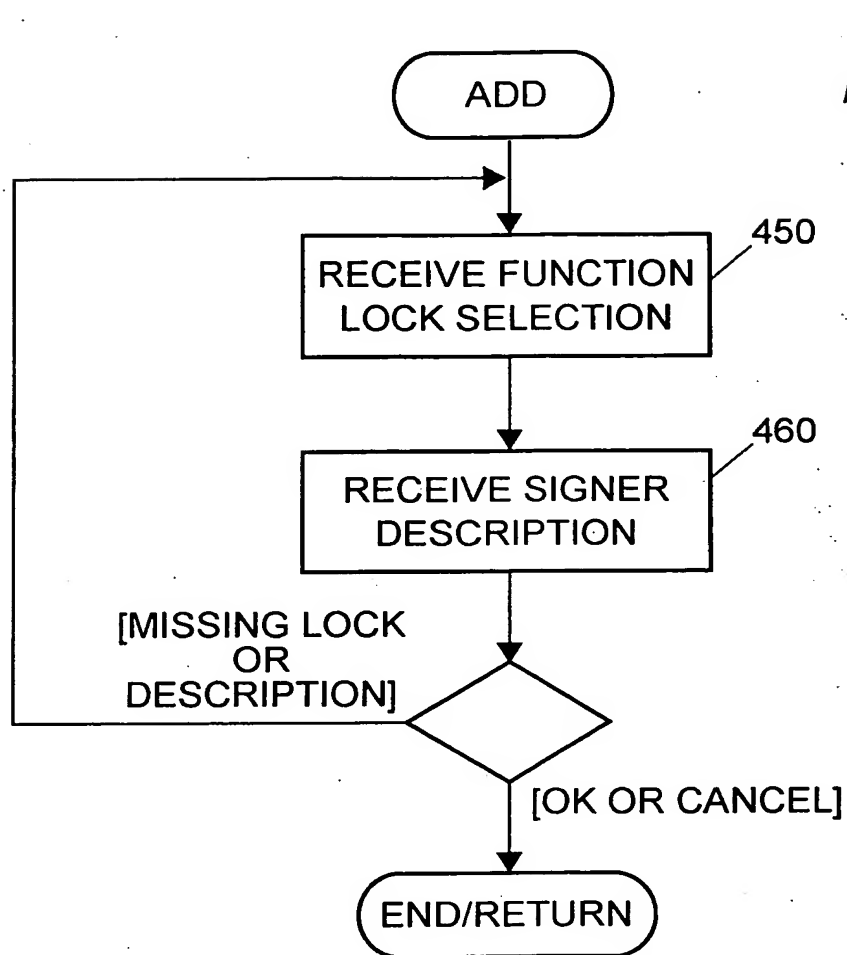 ADD
450
RECEIVE FUNCTION
LOCK SELECTION
460
RECEIVE SIGNER
DESCRIPTION
[MISSING LOCK
OR
DESCRIPTION]
[OK OR CANCEL]
END/RETURN